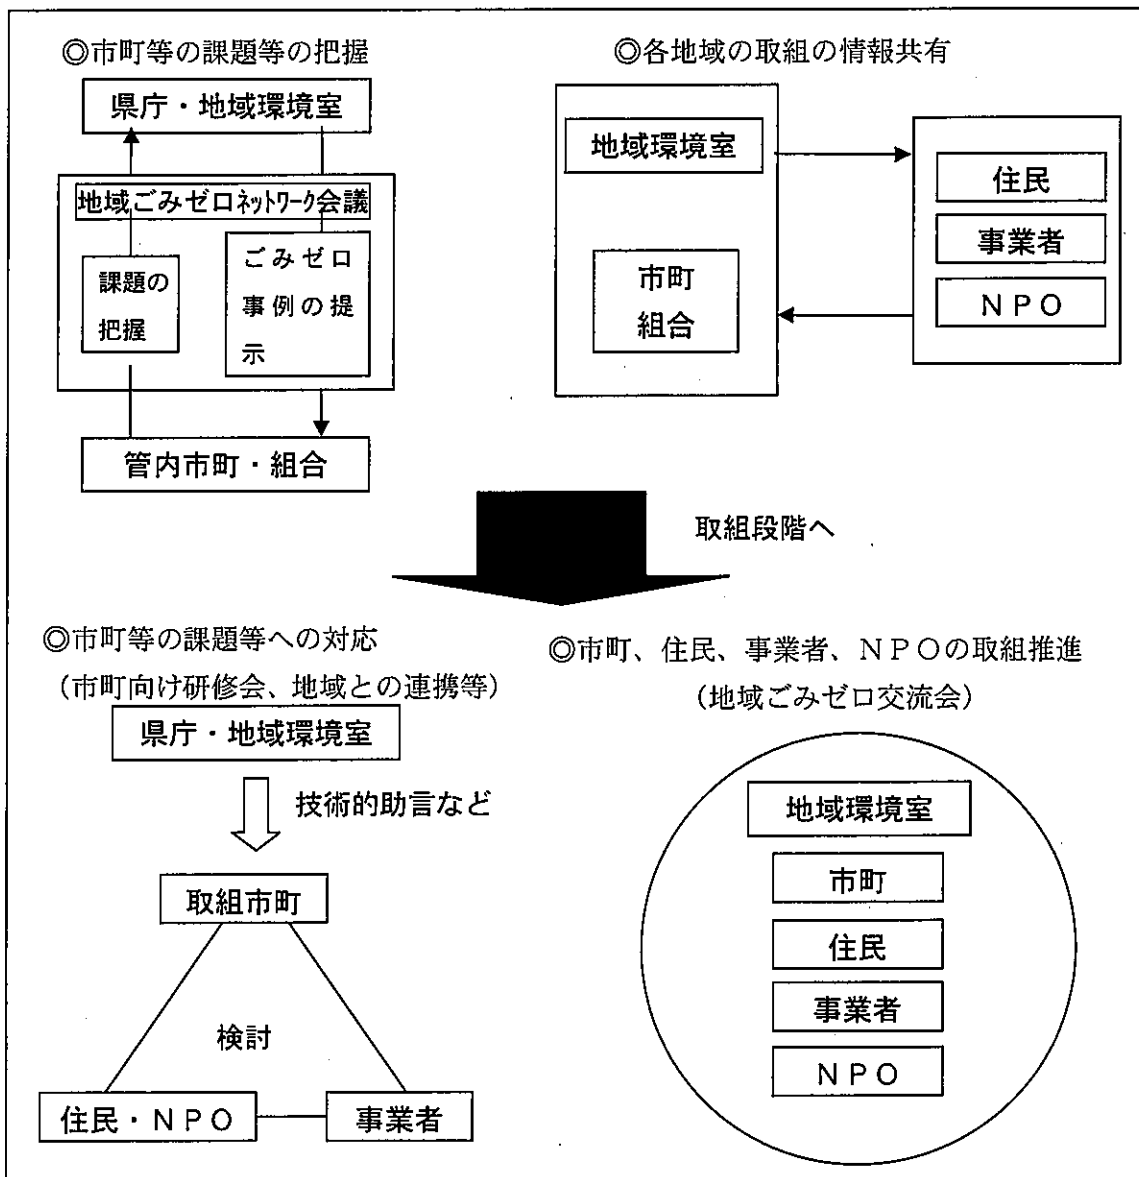 ◎市町等の課題等の把握
県庁・地域環境室
地域ごみゼロネットワーク会議
課題の
把握
ごみゼロ
事例の提
示
管内市町・組合
◎各地域の取組の情報共有
地域環境室
市町
組合
住民
事業者
ＮＰＯ
取組段階へ
◎市町等の課題等への対応
（市町向け研修会、地域との連携等）
県庁・地域環境室
技術的助言など
取組市町
検討
住民・ＮＰＯ
事業者
◎市町、住民、事業者、ＮＰＯの取組推進
（地域ごみゼロ交流会）
地域環境室
市町
住民
事業者
ＮＰＯ